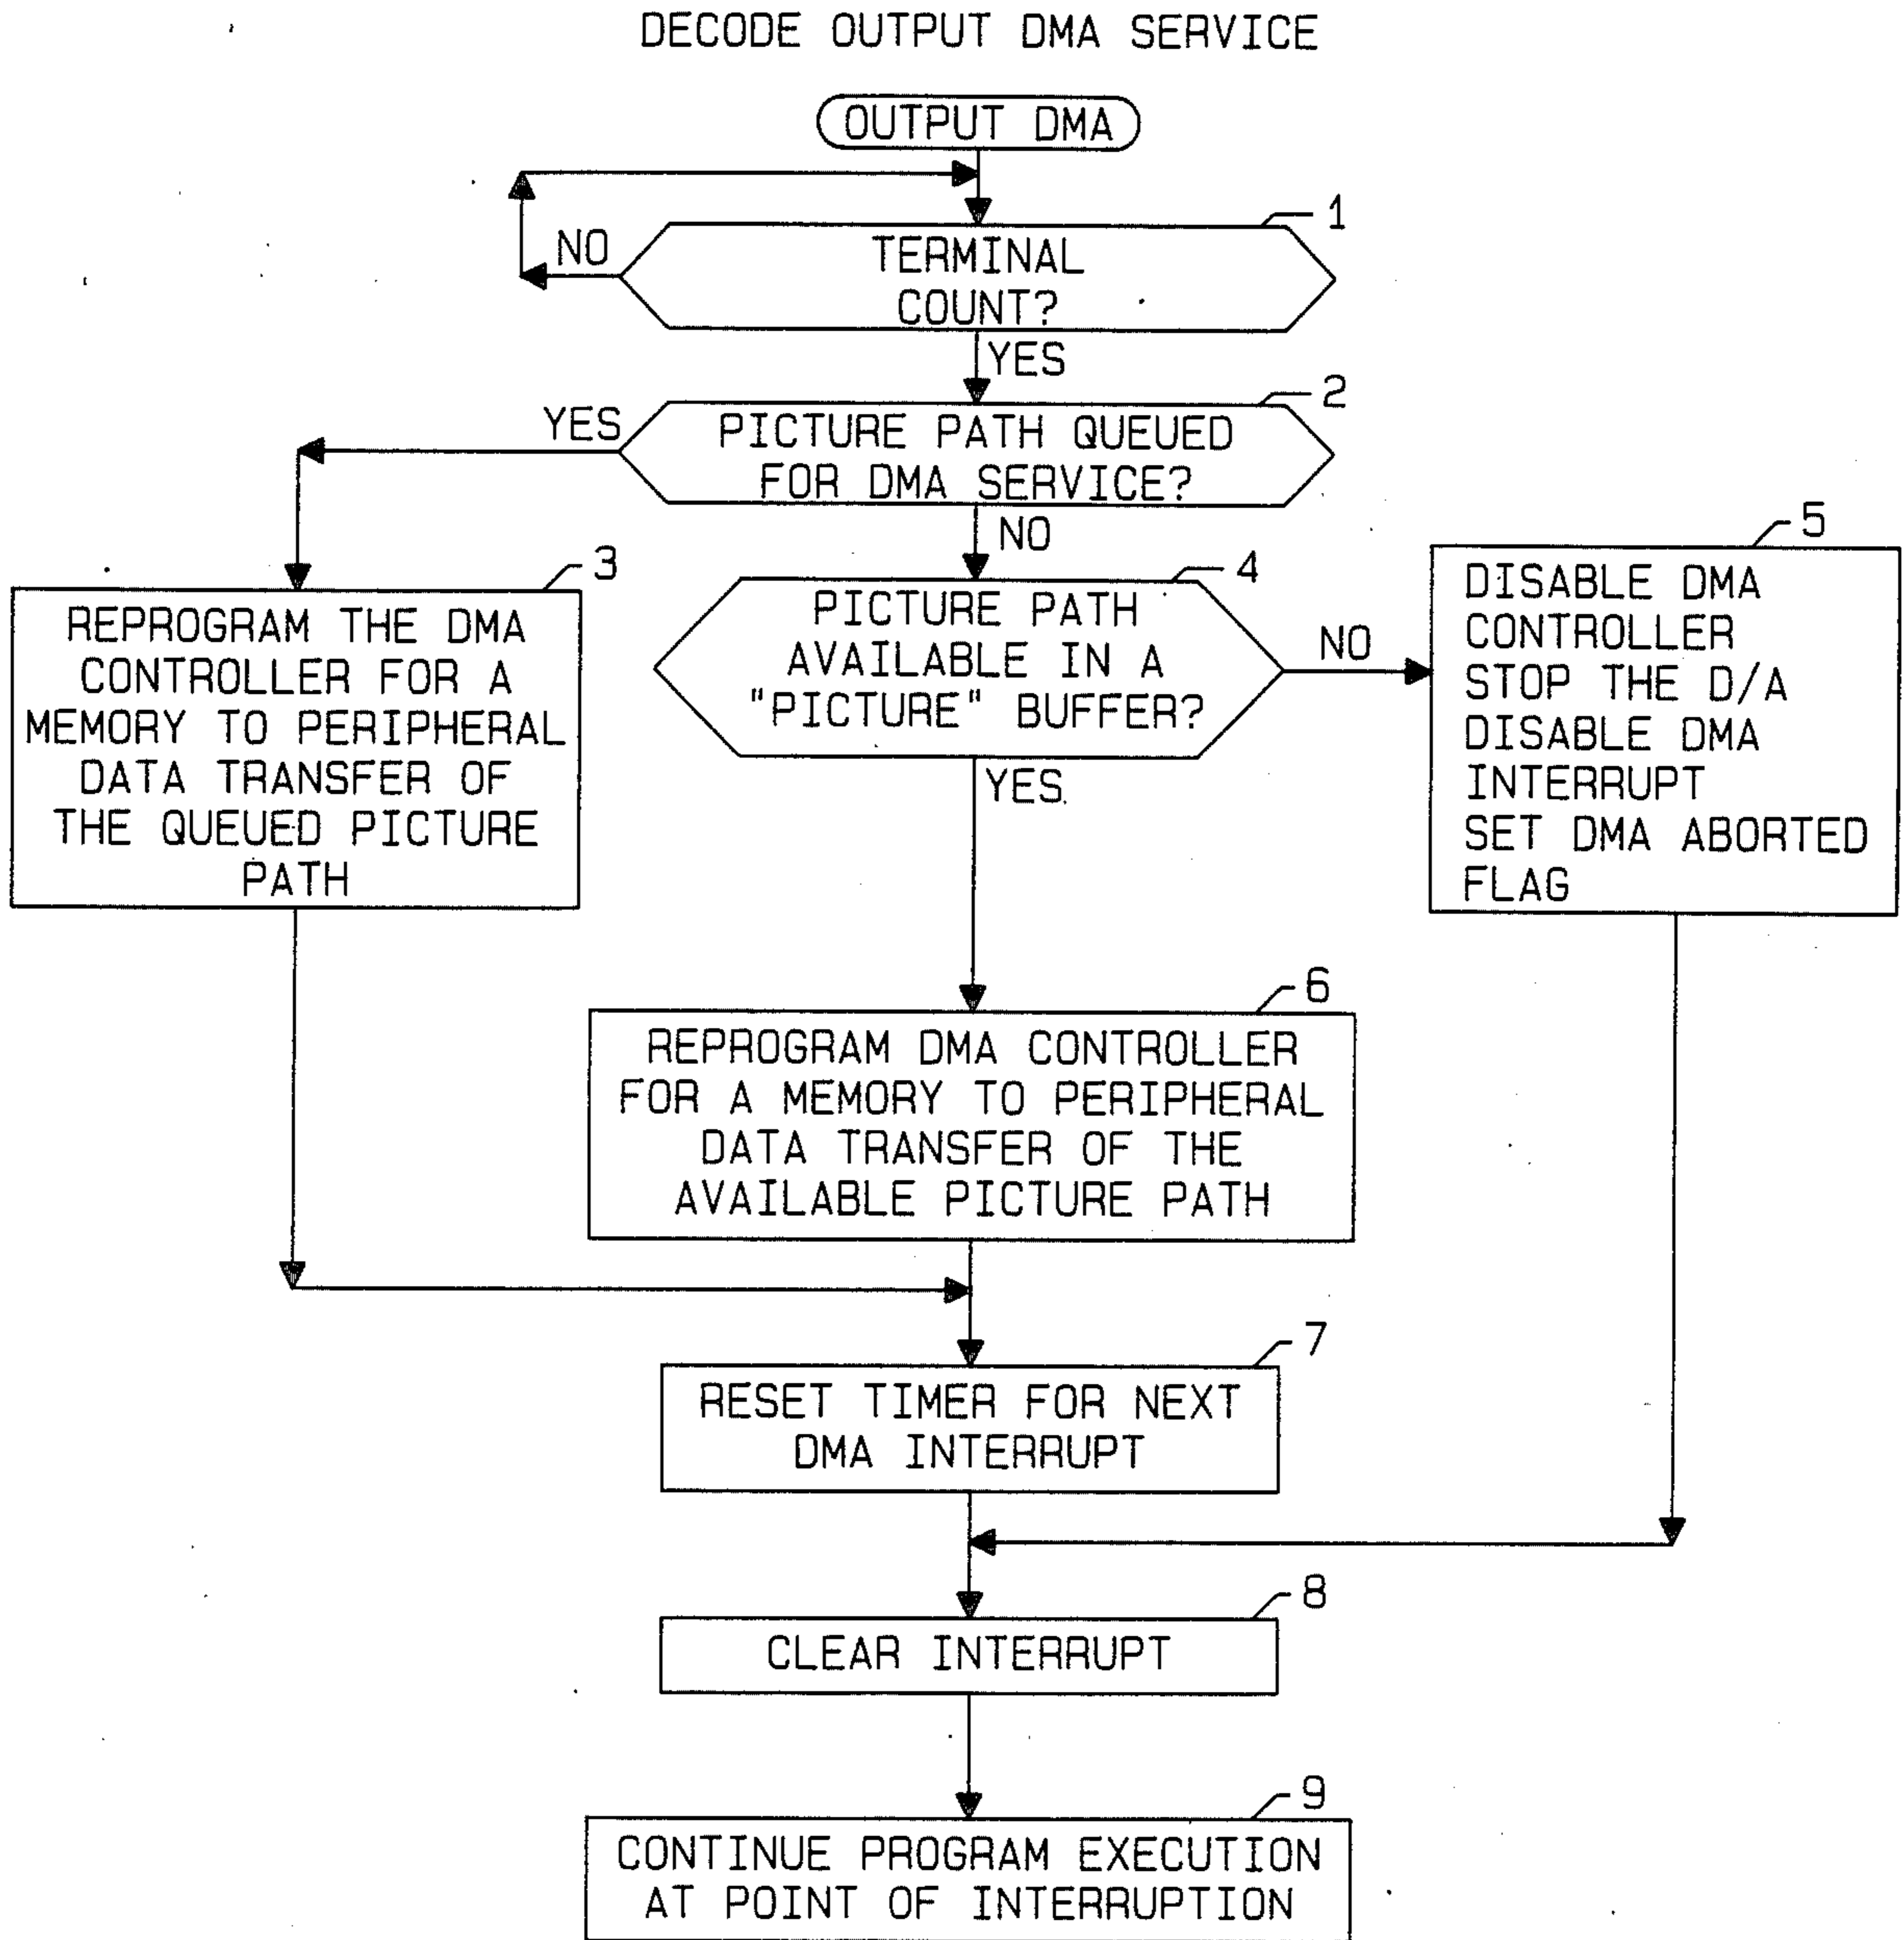 DECODE OUTPUT DMA SERVICE
OUTPUT DMA
1
NO
TERMINAL
COUNT?
YES
2
YES
PICTURE PATH QUEUED
FOR DMA SERVICE?
NO
3
REPROGRAM THE DMA
CONTROLLER FOR A
MEMORY TO PERIPHERAL
DATA TRANSFER OF
THE QUEUED PICTURE
PATH
4
PICTURE PATH
AVAILABLE IN A
"PICTURE" BUFFER?
NO
YES
5
DISABLE DMA
CONTROLLER
STOP THE D/A
DISABLE DMA
INTERRUPT
SET DMA ABORTED
FLAG
6
REPROGRAM DMA CONTROLLER
FOR A MEMORY TO PERIPHERAL
DATA TRANSFER OF THE
AVAILABLE PICTURE PATH
7
RESET TIMER FOR NEXT
DMA INTERRUPT
8
CLEAR INTERRUPT
9
CONTINUE PROGRAM EXECUTION
AT POINT OF INTERRUPTION